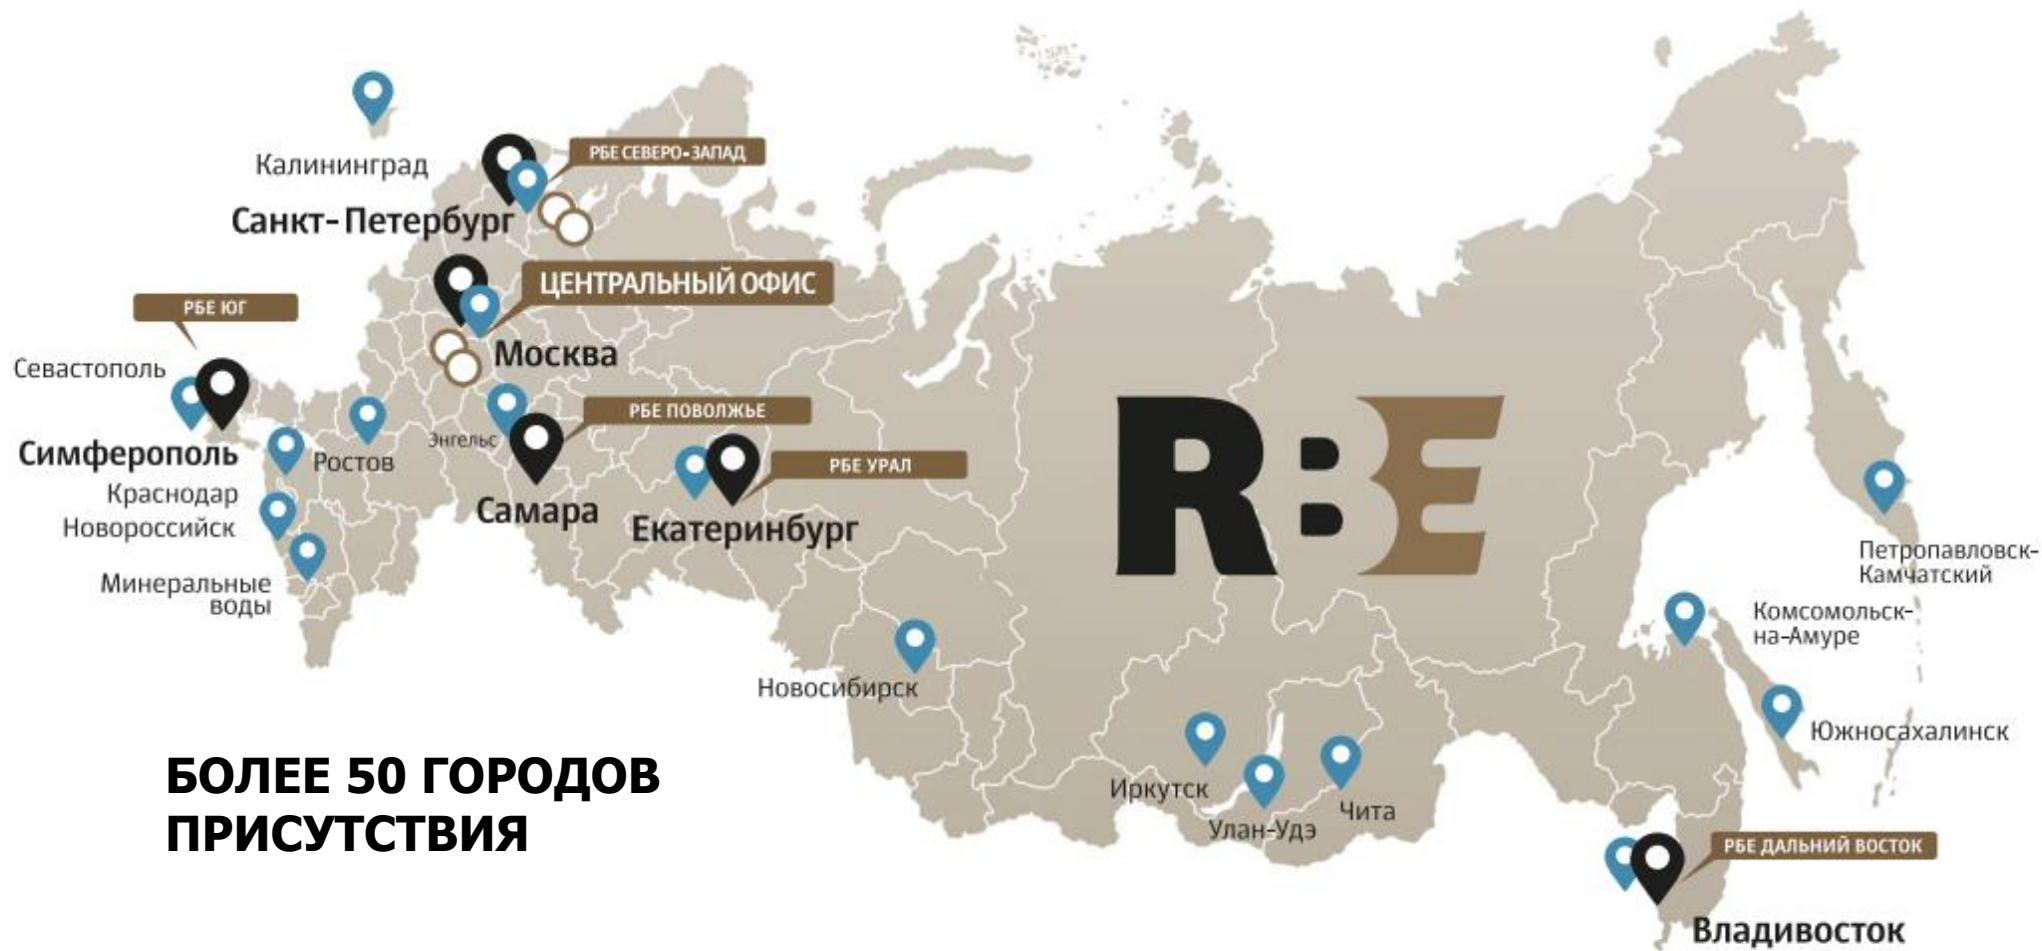 Калининград
РБЕ СЕВЕРО-ЗАПАД
Санкт-Петербург
ЦЕНТРАЛЬНЫЙ ОФИС
РБЕ ЮГ
Москва
Севастополь
РБЕ ПОВОЛЖЬЕ
Энгельс
Симферополь
Ростов
РБЕ УРАЛ
Краснодар
Самара
Новороссийск
Екатеринбург
RBE
Минеральные
воды
Петропавловск-
Камчатский
Комсомольск-
на-Амуре
Новосибирск
Южносахалинск
БОЛЕЕ 50 ГОРОДОВ
ПРИСУТСТВИЯ
Иркутск
Улан-Удэ
Чита
РБЕ ДАЛЬНИЙ ВОСТОК
Владивосток